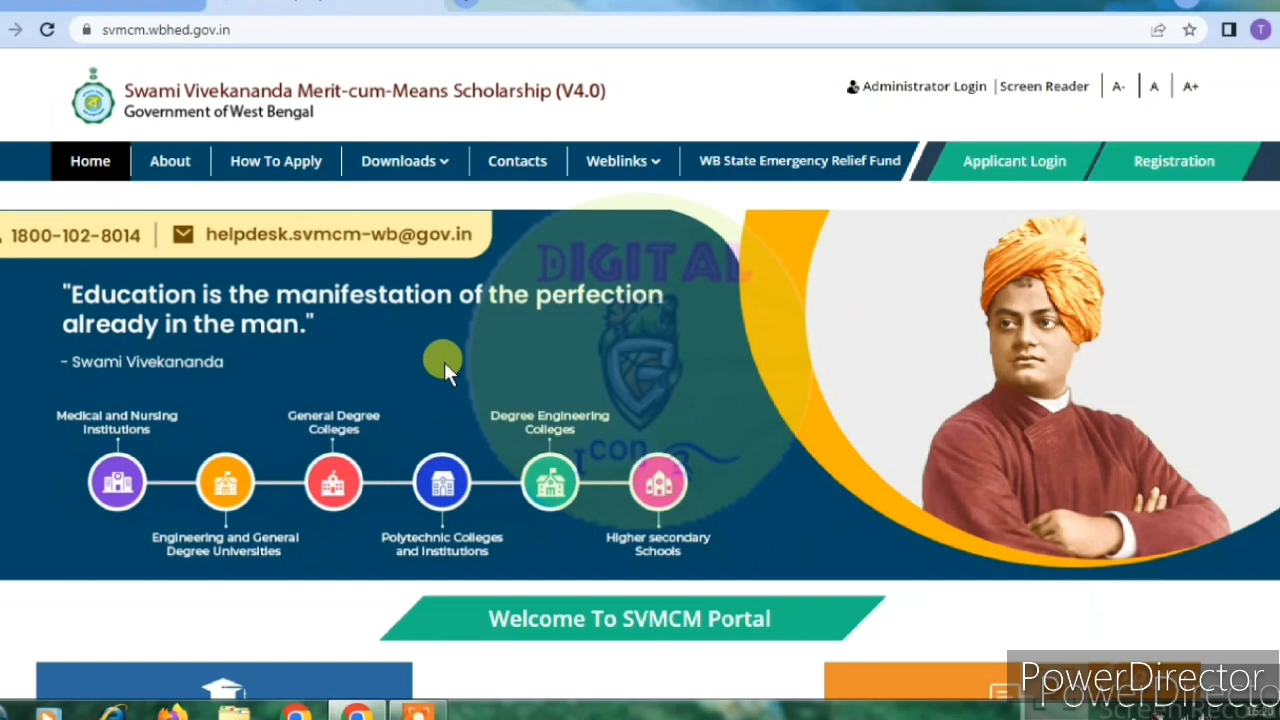 svmcm.wbhed.gov.in
T
Swami Vivekananda Merit-cum-Means Scholarship (V4.0)
Government of West Bengal
Administrator Login
Screen Reader
A-
A
A+
Home
About
How To Apply
Downloads
Contacts
Weblinks
WB State Emergency Relief Fund
Applicant Login
Registration
1800-102-8014
helpdesk.svmcm-wb@gov.in
DIGITAL
"Education is the manifestation of the perfection
already in the man."
- Swami Vivekananda
Medical and Nursing
Institutions
General Degree
Colleges
Degree Engineering
Colleges
Engineering and General
Degree Universities
Polytechnic Colleges
and Institutions
Higher secondary
Schools
Welcome To SVMCM Portal
PowerDirector